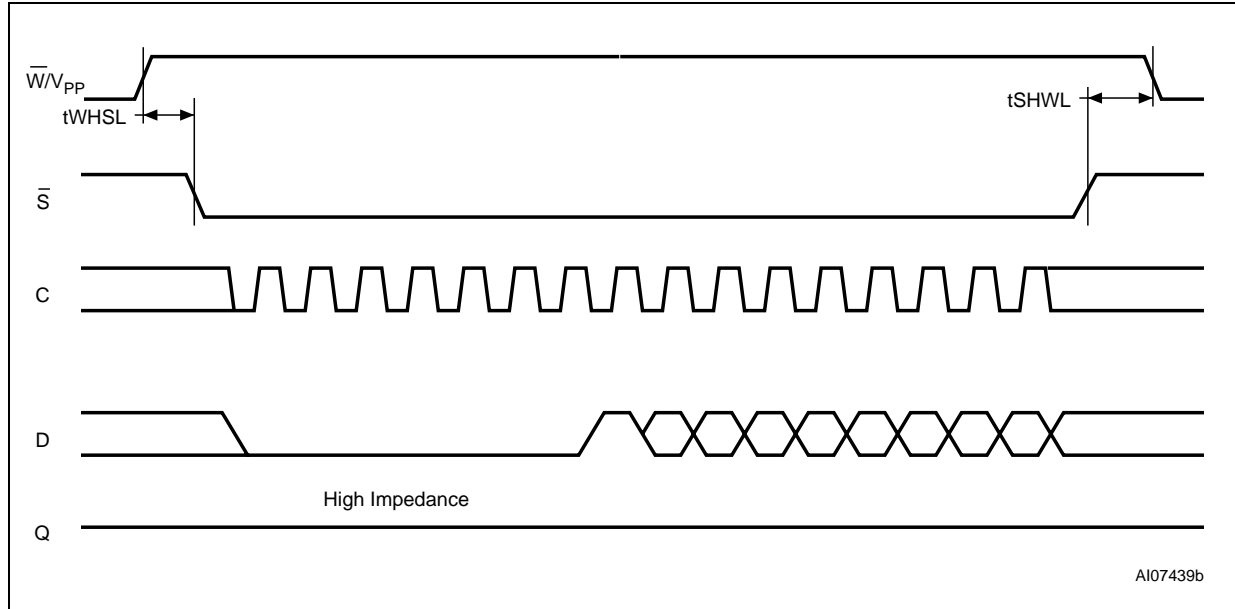 W̅/VPP
tWHSL
tSHWL
S̅
C
D
High Impedance
Q
AI07439b